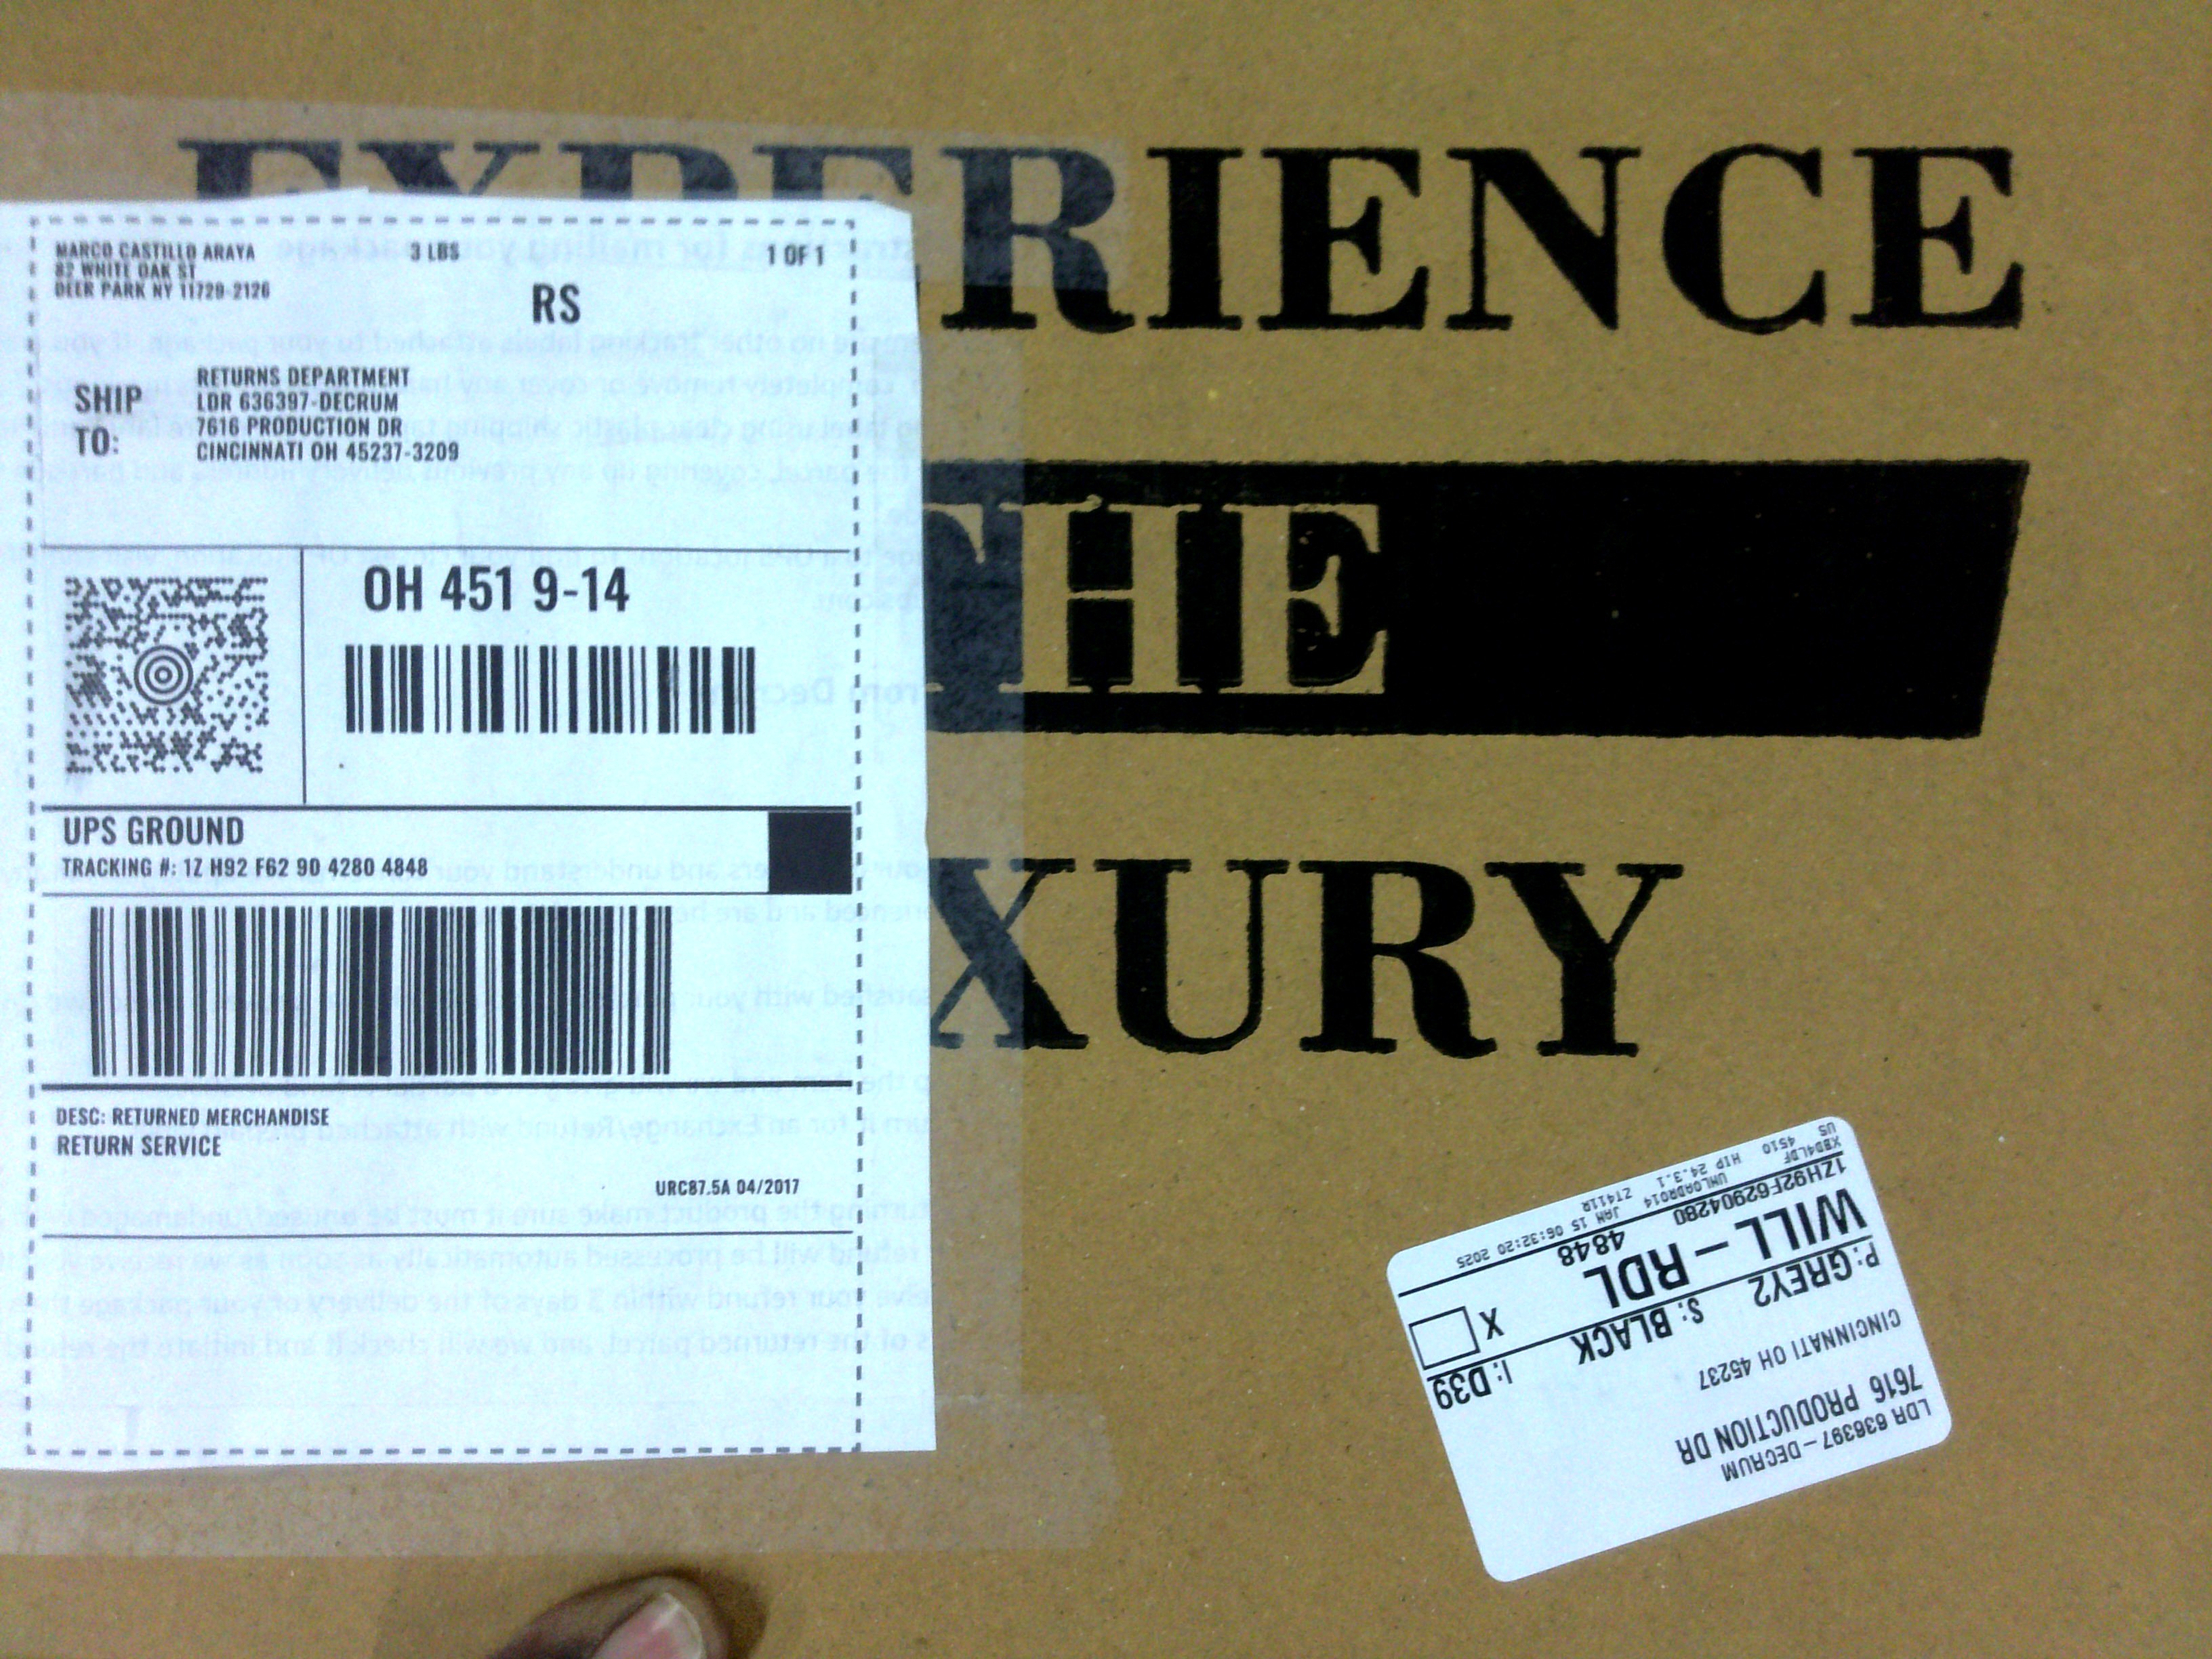 EXPERIENCE
THE
XURY
MARCO CASTILLO ARAYA
82 WHITE OAK ST
DEER PARK NY 11729-2126
3 LBS
1 OF 1
RS
SHIP TO:
RETURNS DEPARTMENT
LDR 636397-DECRUM
7616 PRODUCTION DR
CINCINNATI OH 45237-3209
OH 451 9-14
UPS GROUND
TRACKING #: 1Z H92 F62 90 4280 4848
DESC: RETURNED MERCHANDISE
RETURN SERVICE
URC87.5A 04/2017
LDR 636397 – DECRUM
7616 PRODUCTION DR
CINCINNATI OH 45237
P: GREY2 S: BLACK I: D39
WILL – RDL X
1ZH92F62904280 4848
XBD4LDF UNLOADR014 JAN 15 06:32:20 2025
US 4510 HIP 24.3.1 ZT411R